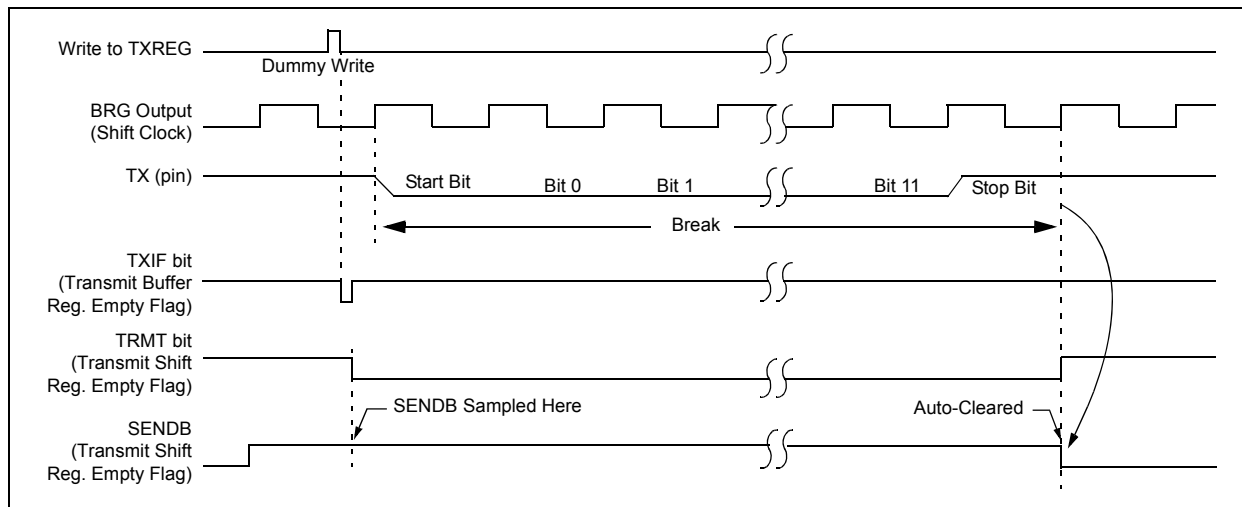 Write to TXREG
Dummy Write
BRG Output
(Shift Clock)
TX (pin)
Start Bit
Bit 0
Bit 1
Bit 11
Stop Bit
Break
TXIF bit
(Transmit Buffer
Reg. Empty Flag)
TRMT bit
(Transmit Shift
Reg. Empty Flag)
SENDB Sampled Here
Auto-Cleared
SENDB
(Transmit Shift
Reg. Empty Flag)